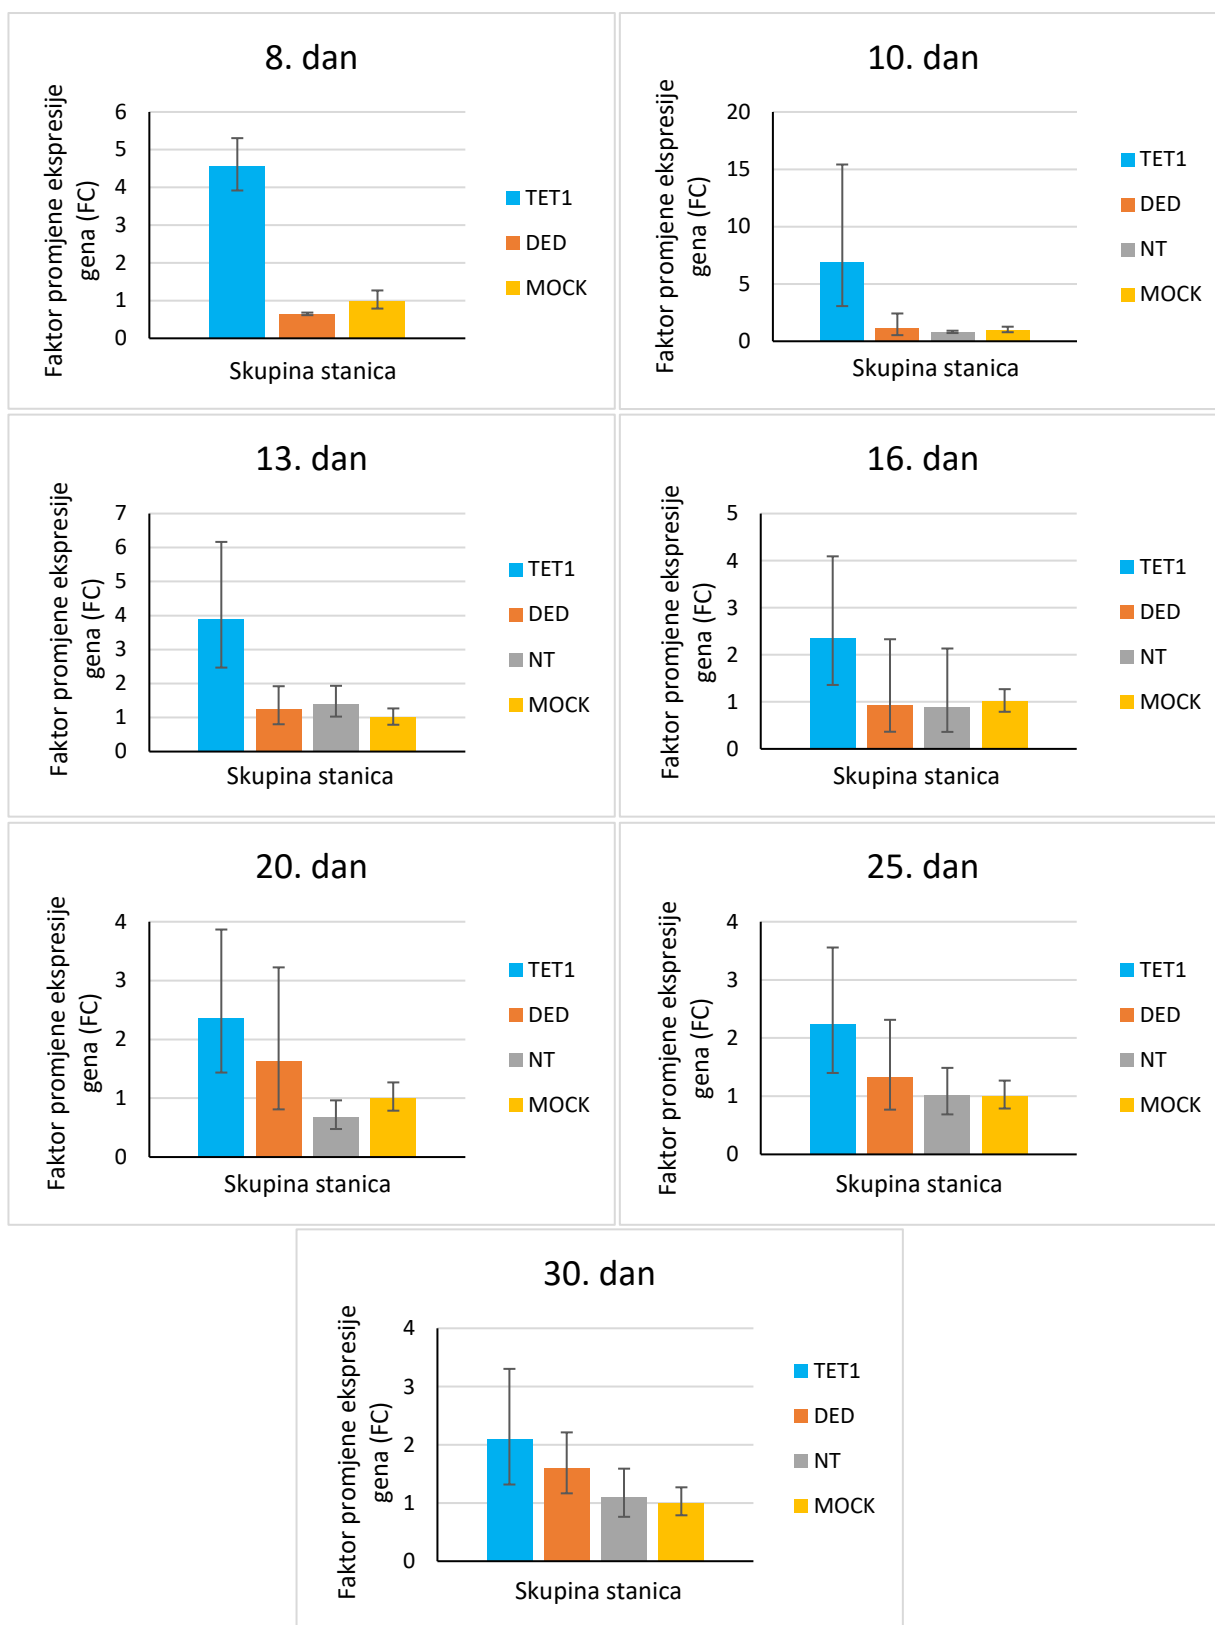 8. dan
Faktor promjene ekspresije
gena (FC)
6
5
4
3
2
1
0
Skupina stanica
TET1
DED
MOCK
10. dan
Faktor promjene ekspresije
gena (FC)
20
15
10
5
0
Skupina stanica
TET1
DED
NT
MOCK
13. dan
Faktor promjene ekspresije
gena (FC)
7
6
5
4
3
2
1
0
Skupina stanica
TET1
DED
NT
MOCK
16. dan
Faktor promjene ekspresije
gena (FC)
5
4
3
2
1
0
Skupina stanica
TET1
DED
NT
MOCK
20. dan
Faktor promjene ekspresije
gena (FC)
4
3
2
1
0
Skupina stanica
TET1
DED
NT
MOCK
25. dan
Faktor promjene ekspresije
gena (FC)
4
3
2
1
0
Skupina stanica
TET1
DED
NT
MOCK
30. dan
Faktor promjene ekspresije
gena (FC)
4
3
2
1
0
Skupina stanica
TET1
DED
NT
MOCK